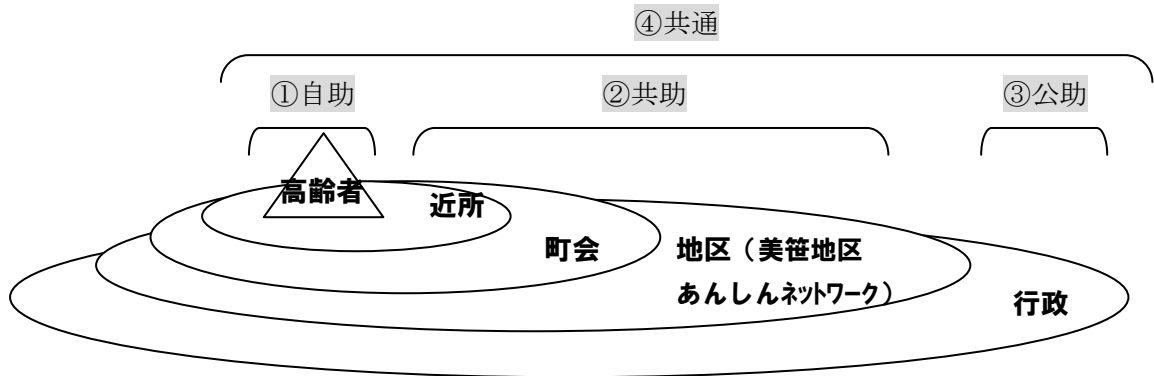 ④共通
①自助
②共助
③公助
高齢者
近所
町会
地区（美笹地区
あんしんネットワーク）
行政